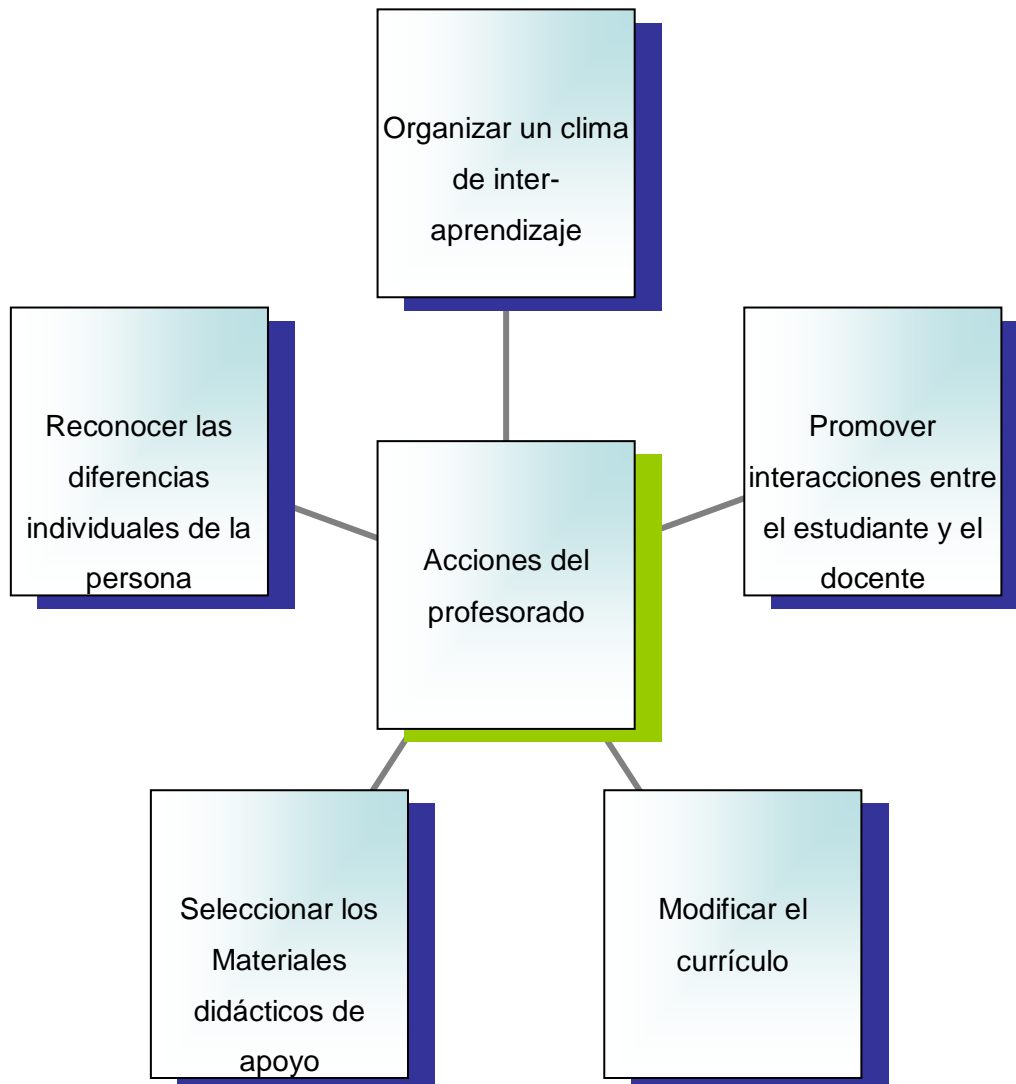 Organizar un clima
de inter-
aprendizaje
Reconocer las
diferencias
individuales de la
persona
Promover
interacciones entre
el estudiante y el
docente
Acciones del
profesorado
Seleccionar los
Materiales
didácticos de
apoyo
Modificar el
currículo